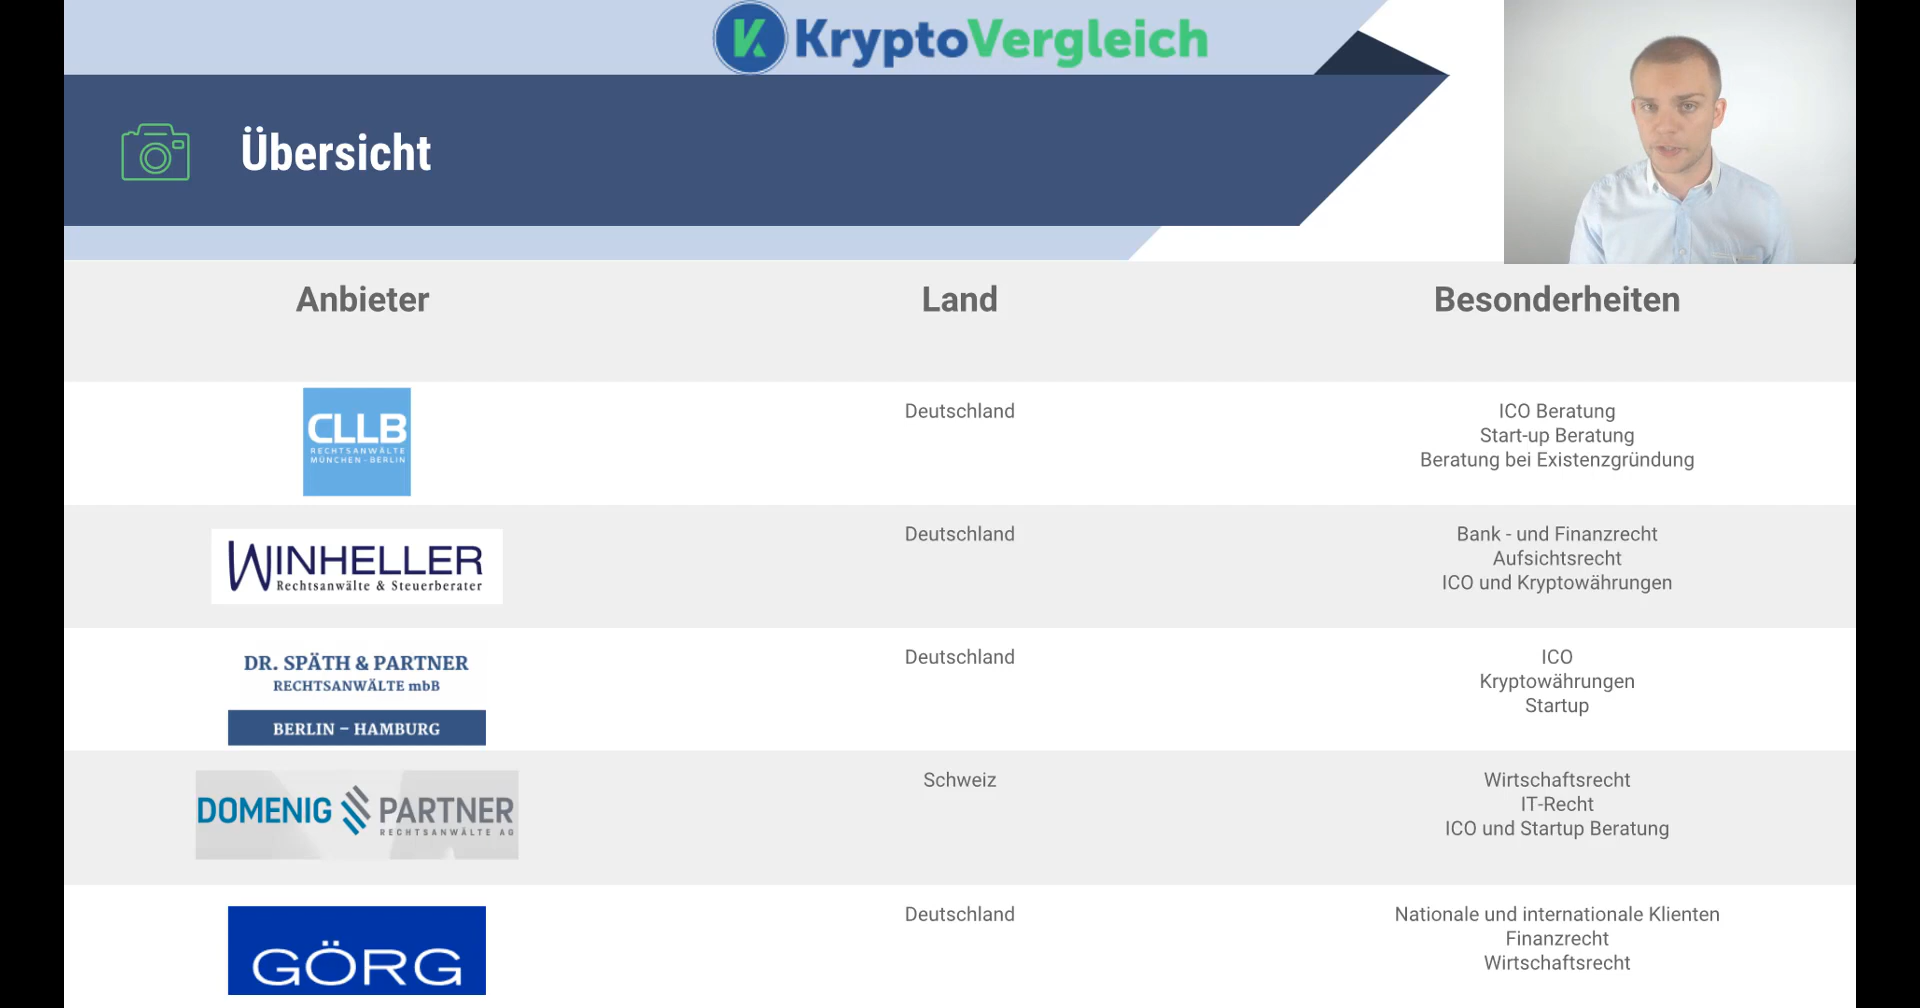 KryptoVergleich
Übersicht
Anbieter Land Besonderheiten
CLLB
RECHTSANWÄLTE
MÜNCHEN - BERLIN
Deutschland
ICO Beratung
Start-up Beratung
Beratung bei Existenzgründung
WINHELLER
Rechtsanwälte & Steuerberater
Deutschland
Bank - und Finanzrecht
Aufsichtsrecht
ICO und Kryptowährungen
DR. SPÄTH & PARTNER
RECHTSANWÄLTE mbB
BERLIN – HAMBURG
Deutschland
ICO
Kryptowährungen
Startup
DOMENIG PARTNER
RECHTSANWÄLTE AG
Schweiz
Wirtschaftsrecht
IT-Recht
ICO und Startup Beratung
GÖRG
Deutschland
Nationale und internationale Klienten
Finanzrecht
Wirtschaftsrecht